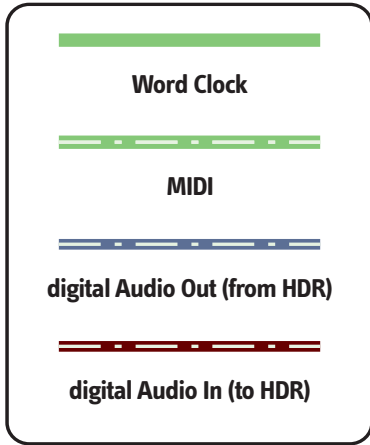 Word Clock
MIDI
digital Audio Out (from HDR)
digital Audio In (to HDR)